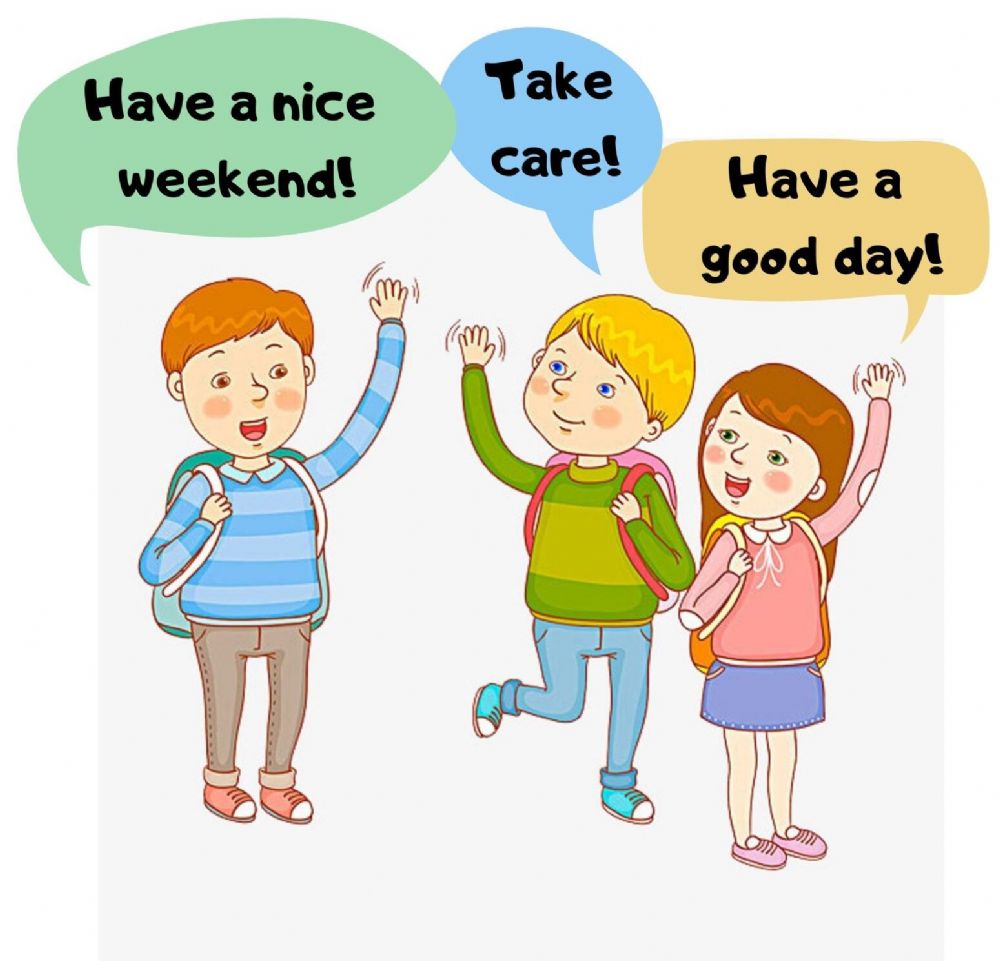 Have a nice
weekend!
Take
care!
Have a
good day!